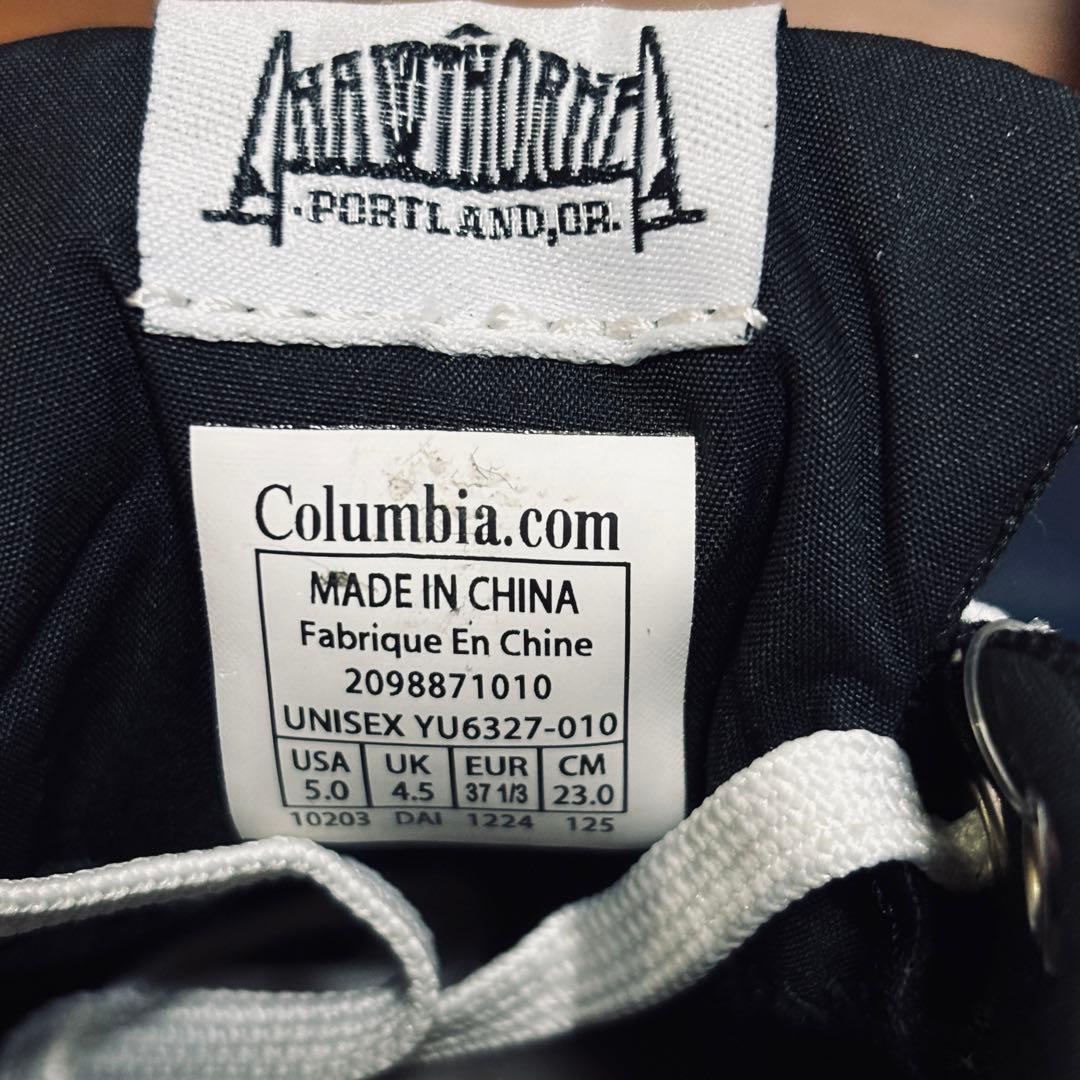 HAWTHORNE
·PORTLAND,OR.
Columbia.com
MADE IN CHINA
Fabrique En Chine
2098871010
UNISEX YU6327-010
USA UK EUR CM
5.0 4.5 37 1/3 23.0
10203 DAI 1224 125